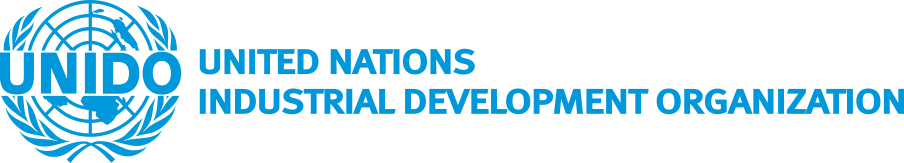 UNIDO
UNITED NATIONS
INDUSTRIAL DEVELOPMENT ORGANIZATION